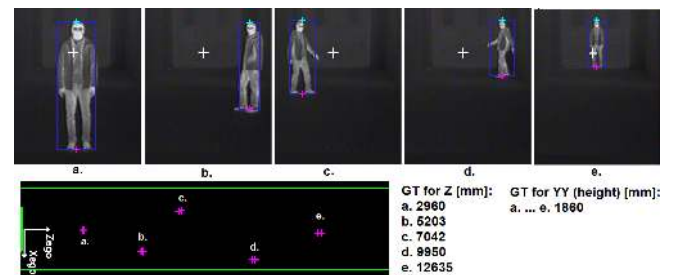 a. b. c. d. e.
c.
a. b. d. e.
Zego
Xego
GT for Z [mm]:
a. 2960
b. 5203
c. 7042
d. 9950
e. 12635
GT for YY (height) [mm]:
a. ... e. 1860